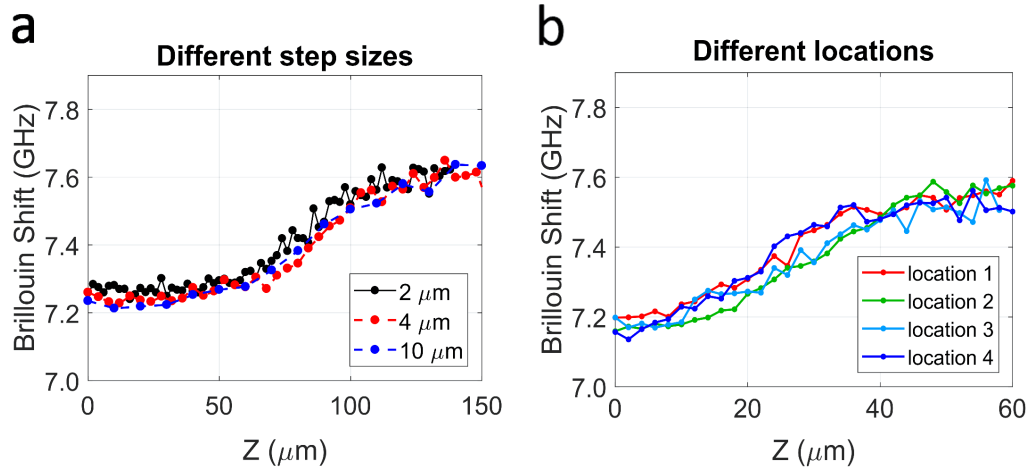 a
Different step sizes
Brillouin Shift (GHz)
7.8
7.6
7.4
7.2
7.0
0
50
100
150
Z (μm)
2 μm
4 μm
10 μm
b
Different locations
Brillouin Shift (GHz)
7.8
7.6
7.4
7.2
7.0
0
20
40
60
Z (μm)
location 1
location 2
location 3
location 4